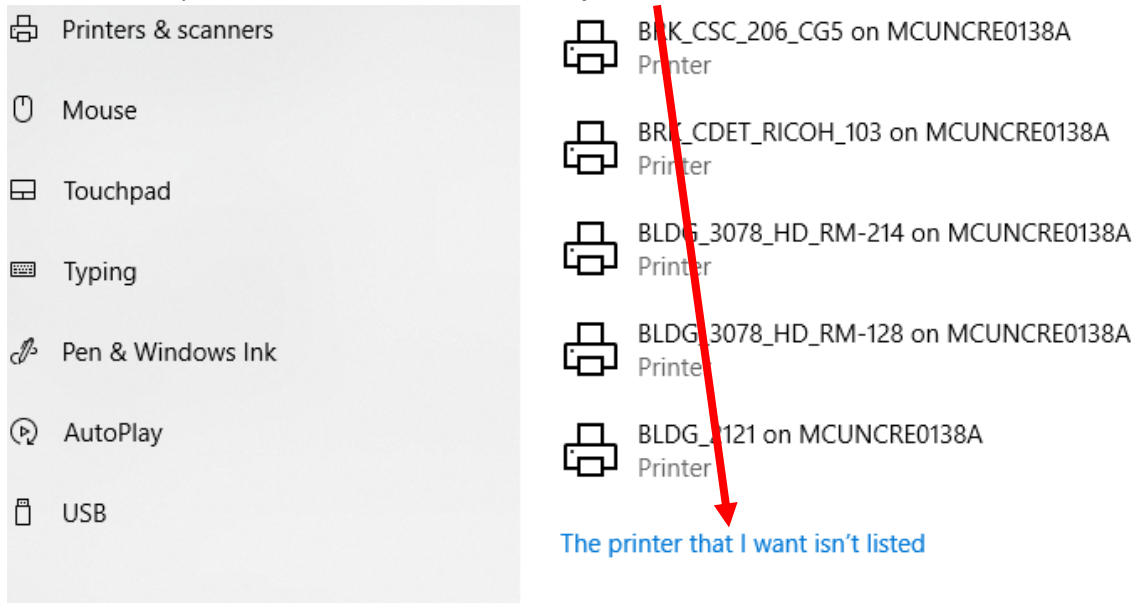 Printers & scanners
Mouse
Touchpad
Typing
Pen & Windows Ink
AutoPlay
USB
BRK_CSC_206_CG5 on MCUNCRE0138A
Printer
BRK_CDET_RICOH_103 on MCUNCRE0138A
Printer
BLDG_3078_HD_RM-214 on MCUNCRE0138A
Printer
BLDG_3078_HD_RM-128 on MCUNCRE0138A
Printer
BLDG_2121 on MCUNCRE0138A
Printer
The printer that I want isn’t listed